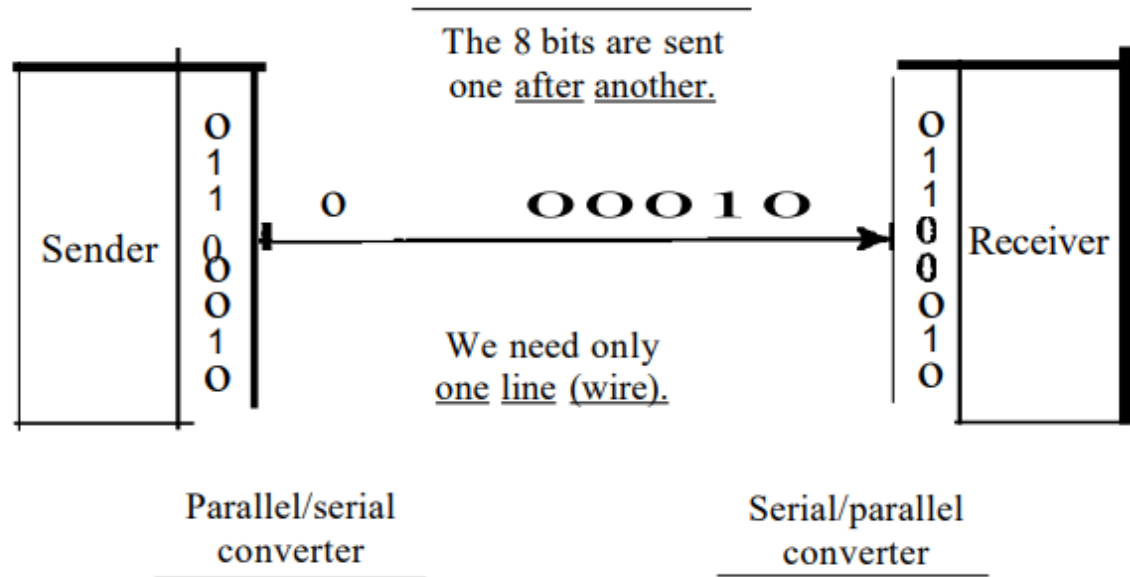 The 8 bits are sent
one after another.
0
1
1
0
0
0
1
0
Sender
0 00010
We need only
one line (wire).
0
1
1
0
0
0
1
0
Receiver
Parallel/serial
converter
Serial/parallel
converter